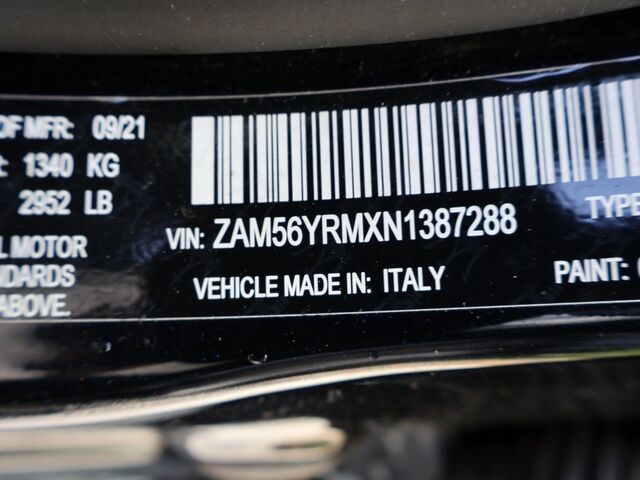 OF MFR: 09/21
1340 KG
2952 LB
VIN: ZAM56YRMXN1387288
TYPE
L MOTOR
NDARDS
ABOVE.
VEHICLE MADE IN: ITALY
PAINT: